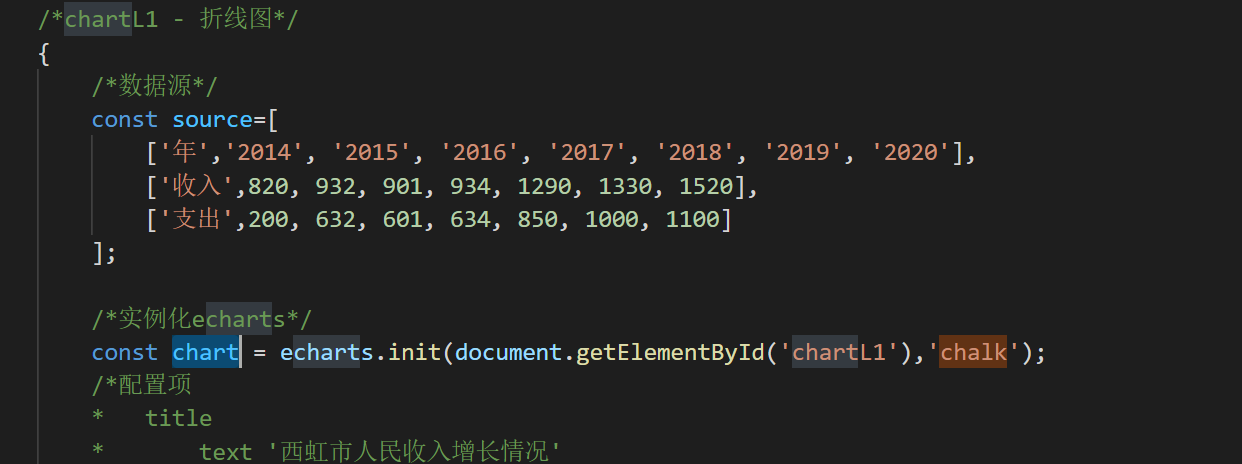 /*chartL1 - 折线图*/
{
/*数据源*/
const source=[
['年','2014', '2015', '2016', '2017', '2018', '2019', '2020'],
['收入',820, 932, 901, 934, 1290, 1330, 1520],
['支出',200, 632, 601, 634, 850, 1000, 1100]
];
/*实例化echarts*/
const chart = echarts.init(document.getElementById('chartL1'),'chalk');
/*配置项
*   title
*       text '西虹市人民收入增长情况'